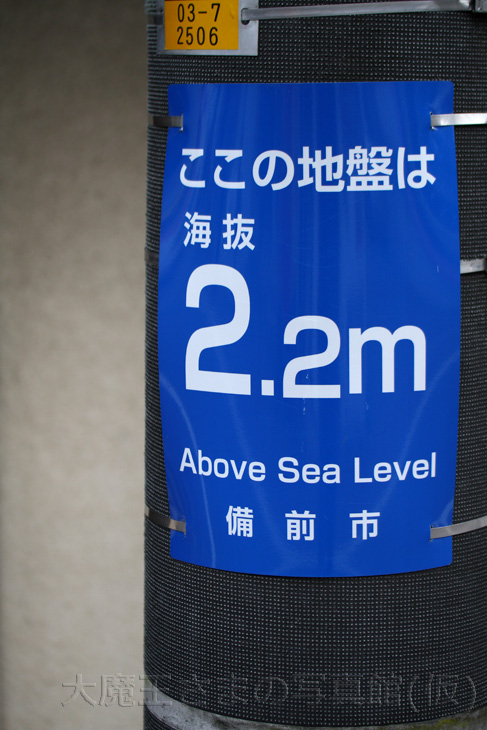 03-7
2506
ここの地盤は
海抜
2.2m
Above Sea Level
備前市
大魔王さまの写真館(仮)